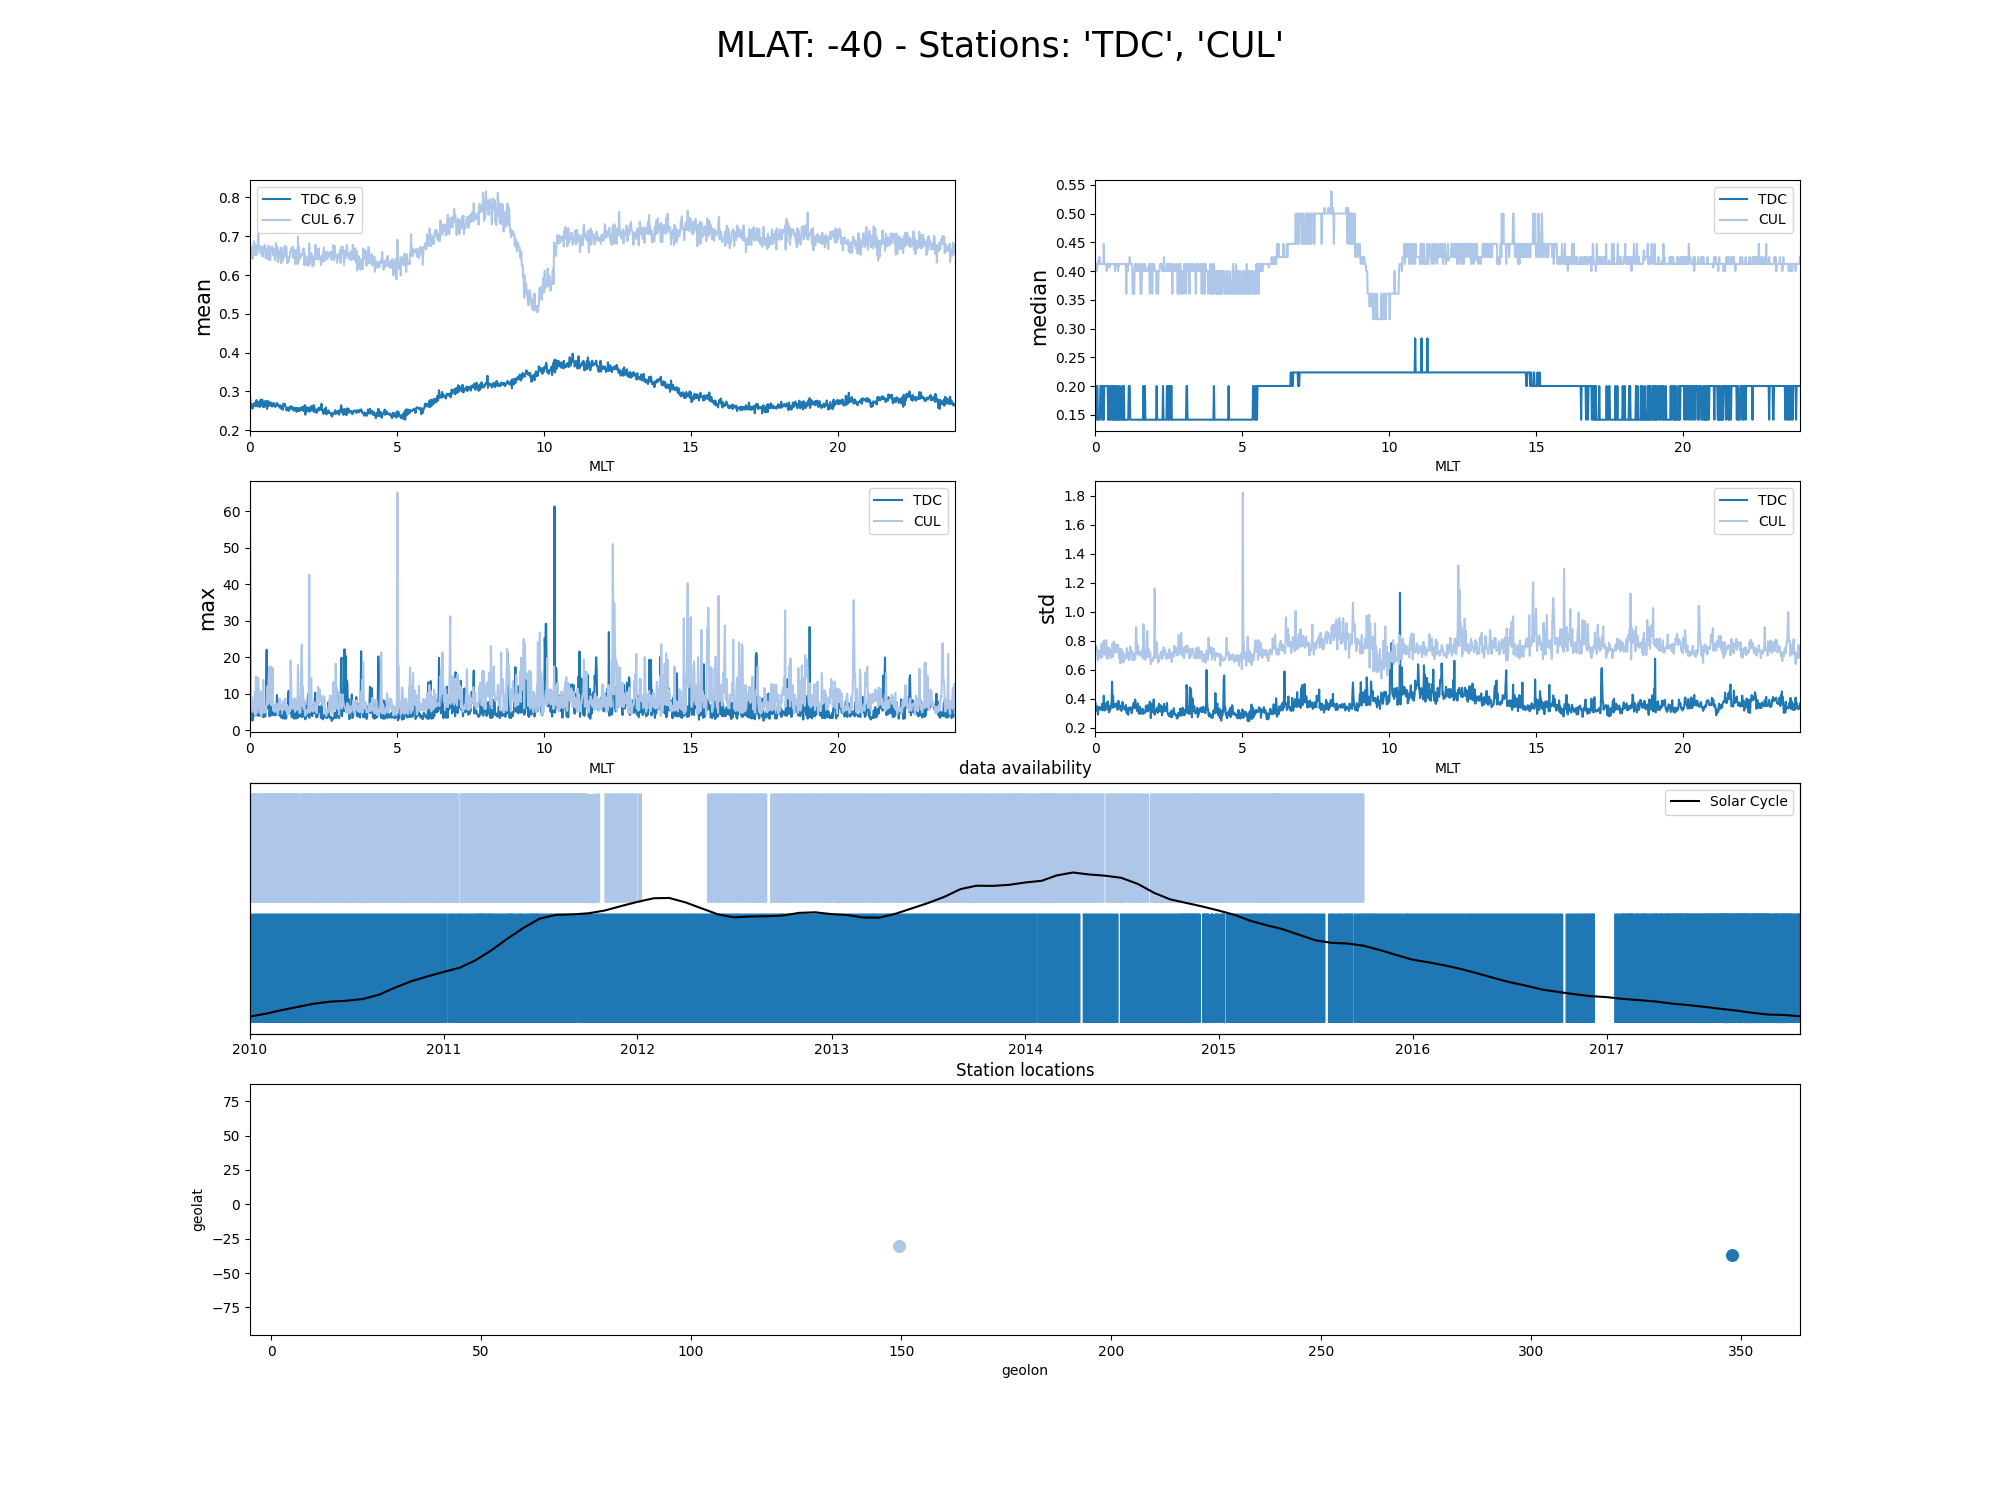 MLAT: -40 - Stations: 'TDC', 'CUL'
TDC 6.9
CUL 6.7
mean
0.8
0.7
0.6
0.5
0.4
0.3
0.2
0 5 10 15 20
MLT
TDC
CUL
median
0.55
0.50
0.45
0.40
0.35
0.30
0.25
0.20
0.15
0 5 10 15 20
MLT
TDC
CUL
max
60
50
40
30
20
10
0
0 5 10 15 20
MLT
TDC
CUL
std
1.8
1.6
1.4
1.2
1.0
0.8
0.6
0.4
0.2
0 5 10 15 20
MLT
data availability
Solar Cycle
2010 2011 2012 2013 2014 2015 2016 2017
Station locations
geolat
75
50
25
0
−25
−50
−75
0 50 100 150 200 250 300 350
geolon